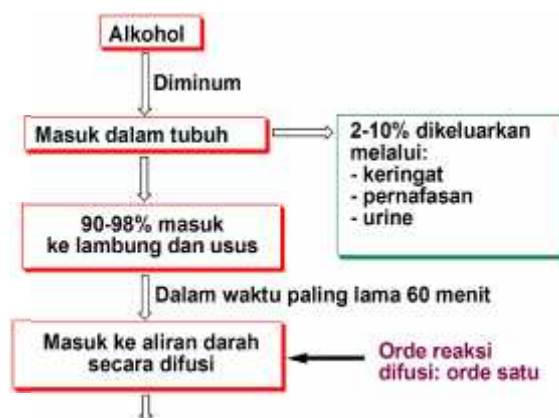 Alkohol
Diminum
Masuk dalam tubuh
2-10% dikeluarkan
melalui:
- keringat
- pernafasan
- urine
90-98% masuk
ke lambung dan usus
Dalam waktu paling lama 60 menit
Masuk ke aliran darah
secara difusi
Orde reaksi
difusi: orde satu